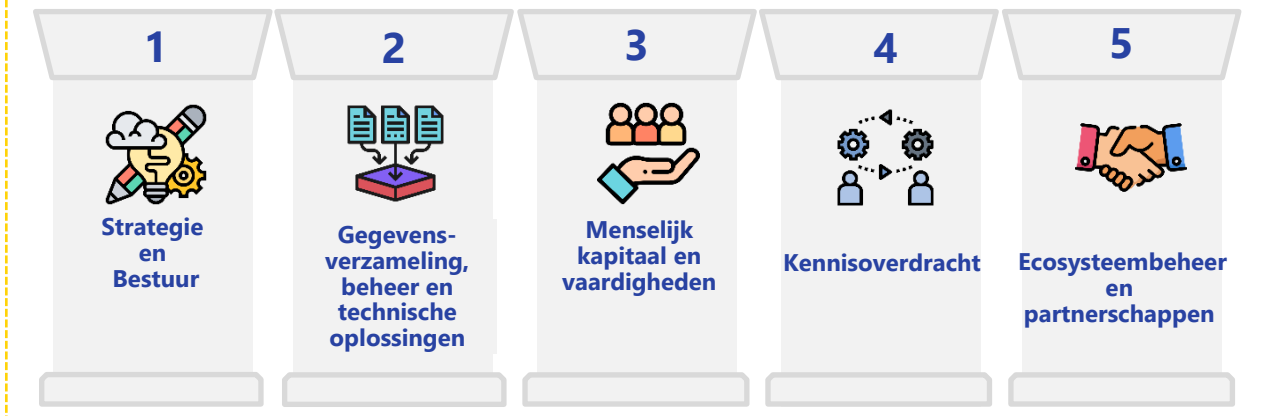 1
Strategie
en
Bestuur
2
Gegevens-
verzameling,
beheer en
technische
oplossingen
3
Menselijk
kapitaal en
vaardigheden
4
Kennisoverdracht
5
Ecosysteembeheer
en
partnerschappen